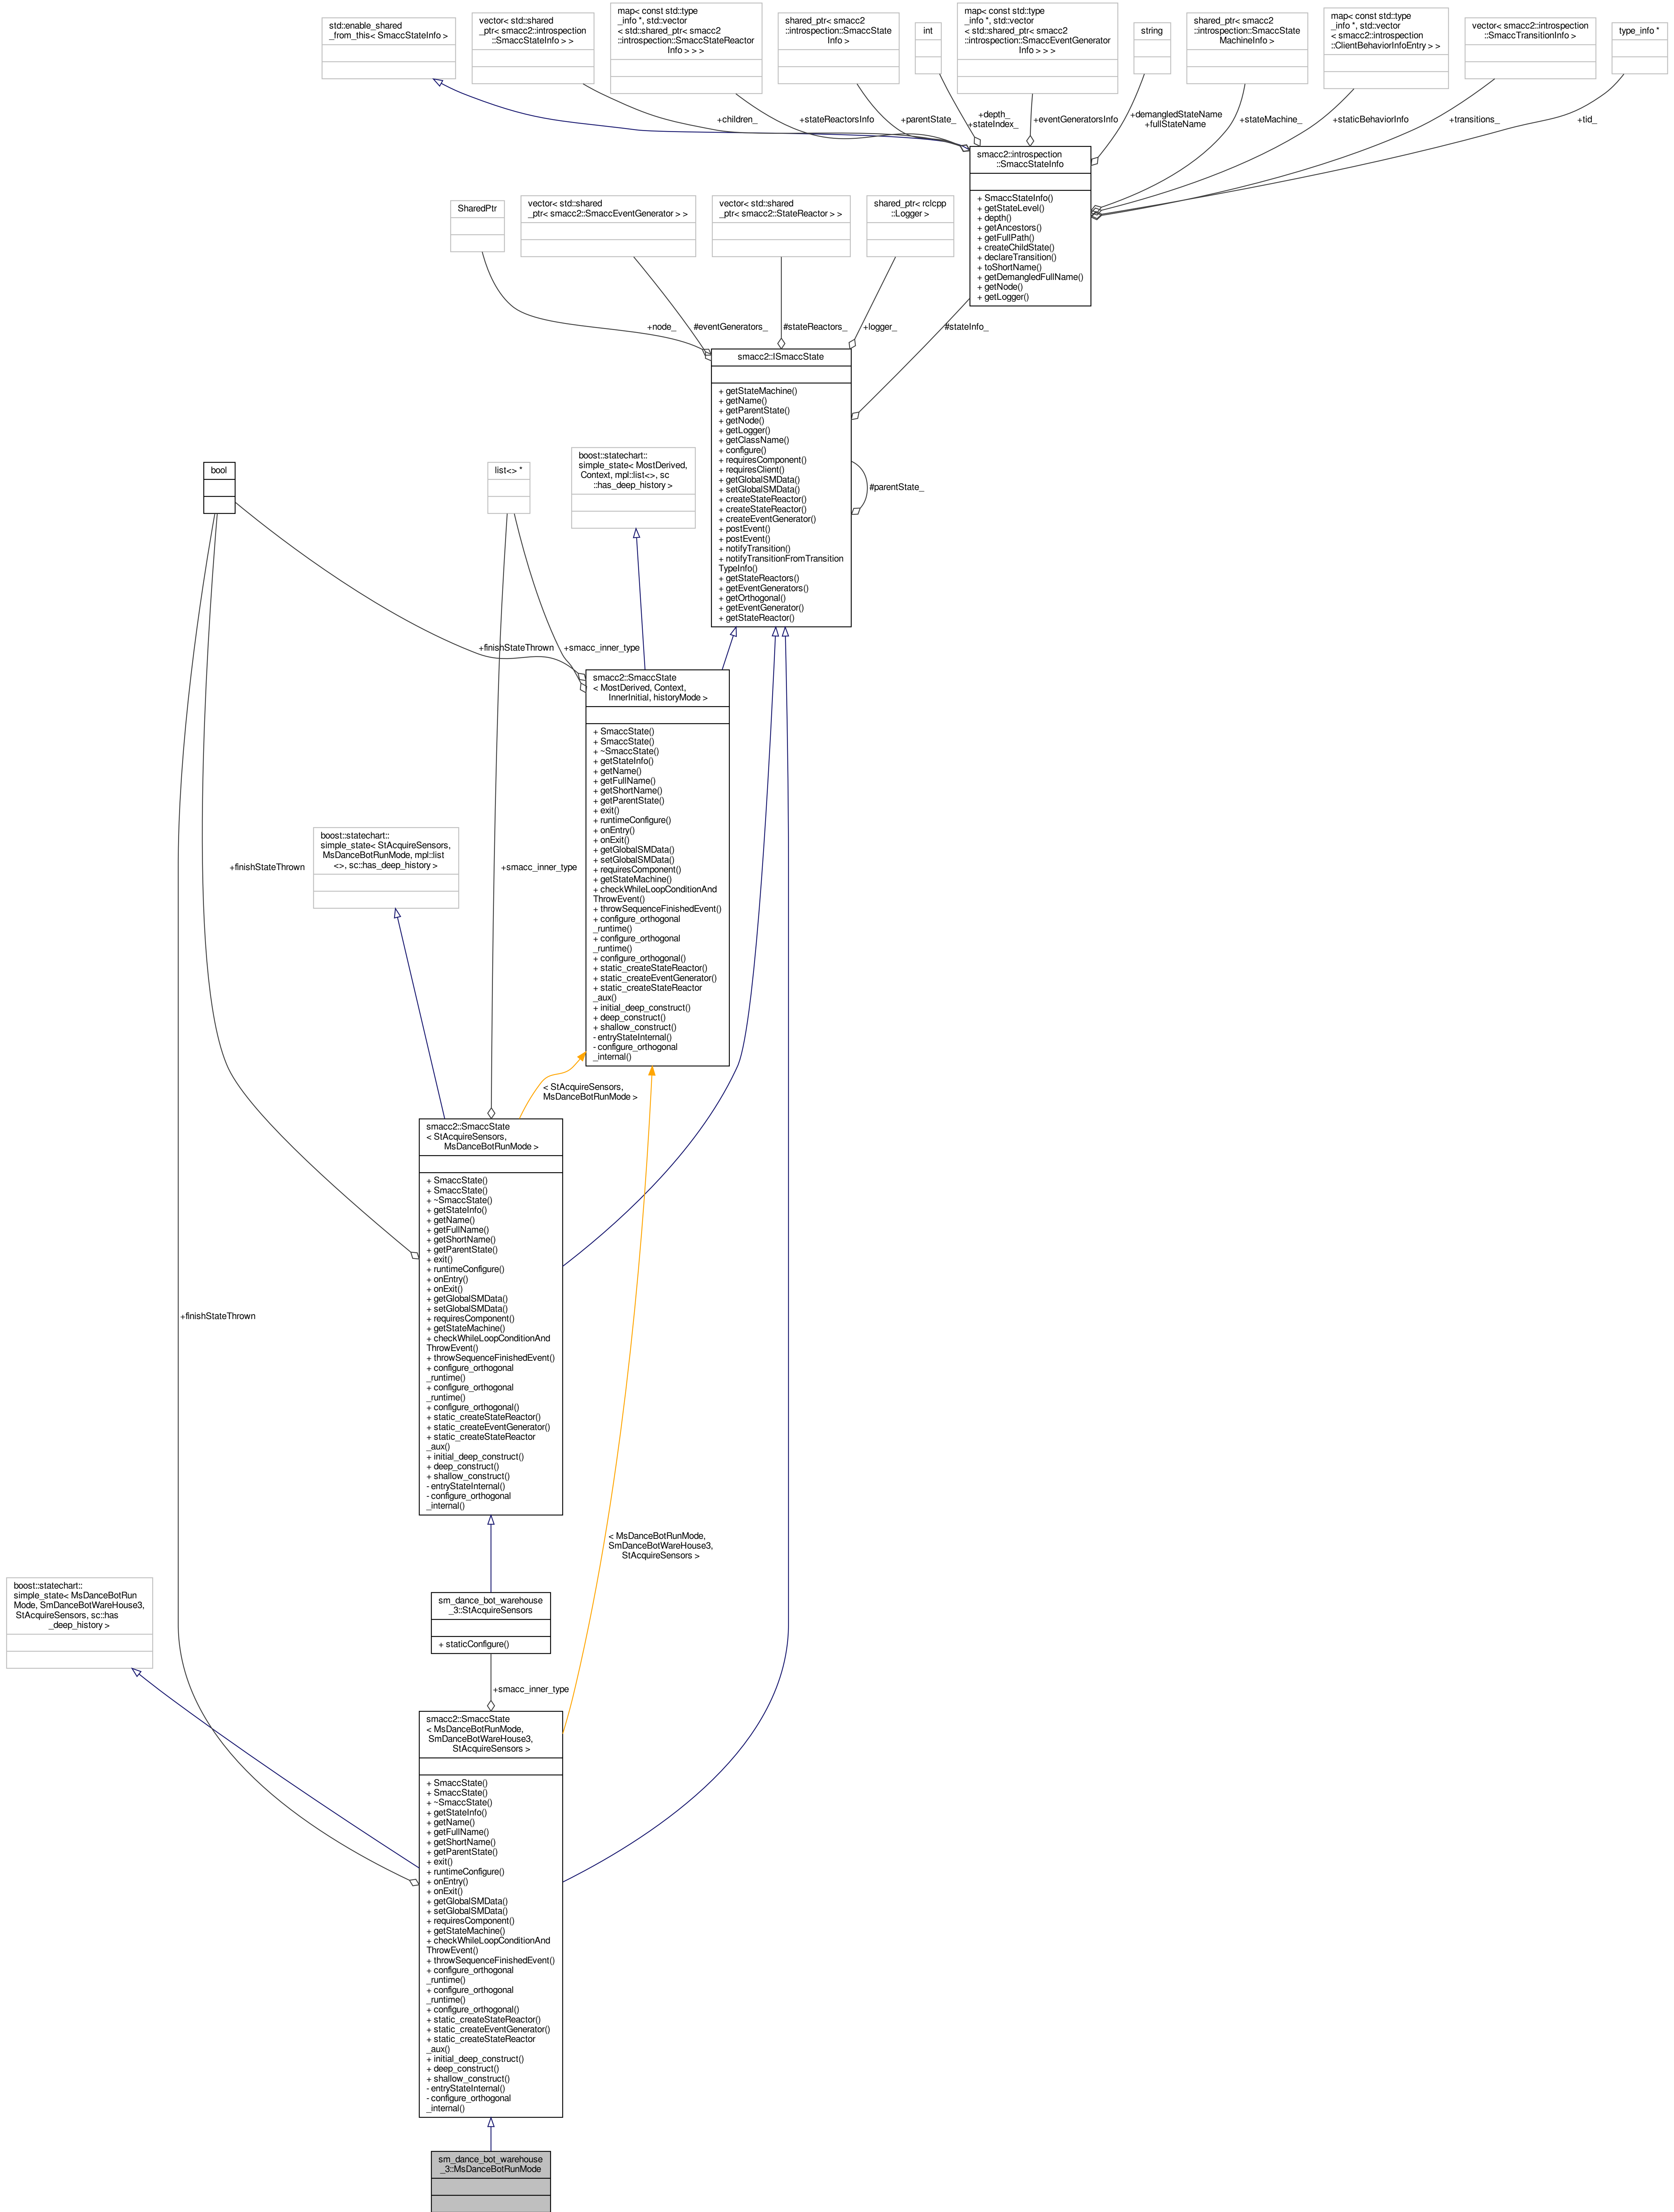 std::enable_shared
_from_this< SmaccStateInfo >
vector< std::shared
_ptr< smacc2::introspection
::SmaccStateInfo > >
map< const std::type
_info *, std::vector
< std::shared_ptr< smacc2
::introspection::SmaccStateReactor
Info > > >
shared_ptr< smacc2
::introspection::SmaccState
Info >
int
map< const std::type
_info *, std::vector
< std::shared_ptr< smacc2
::introspection::SmaccEventGenerator
Info > > >
string
shared_ptr< smacc2
::introspection::SmaccState
MachineInfo >
map< const std::type
_info *, std::vector
< smacc2::introspection
::ClientBehaviorInfoEntry > >
vector< smacc2::introspection
::SmaccTransitionInfo >
type_info *
+children_
+stateReactorsInfo
+parentState_
+depth_
+stateIndex_
+eventGeneratorsInfo
+demangledStateName
+fullStateName
+stateMachine_
+staticBehaviorInfo
+transitions_
+tid_
smacc2::introspection
::SmaccStateInfo
+ SmaccStateInfo()
+ getStateLevel()
+ depth()
+ getAncestors()
+ getFullPath()
+ createChildState()
+ declareTransition()
+ toShortName()
+ getDemangledFullName()
+ getNode()
+ getLogger()
SharedPtr
vector< std::shared
_ptr< smacc2::SmaccEventGenerator > >
vector< std::shared
_ptr< smacc2::StateReactor > >
shared_ptr< rclcpp
::Logger >
+node_
#eventGenerators_
#stateReactors_
+logger_
#stateInfo_
smacc2::ISmaccState
+ getStateMachine()
+ getName()
+ getParentState()
+ getNode()
+ getLogger()
+ getClassName()
+ configure()
+ requiresComponent()
+ requiresClient()
+ getGlobalSMData()
+ setGlobalSMData()
+ createStateReactor()
+ createStateReactor()
+ createEventGenerator()
+ postEvent()
+ postEvent()
+ notifyTransition()
+ notifyTransitionFromTransition
TypeInfo()
+ getStateReactors()
+ getEventGenerators()
+ getOrthogonal()
+ getEventGenerator()
+ getStateReactor()
#parentState_
bool
list<> *
boost::statechart::
simple_state< MostDerived,
Context, mpl::list<>, sc
::has_deep_history >
+finishStateThrown
+smacc_inner_type
smacc2::SmaccState
< MostDerived, Context,
InnerInitial, historyMode >
+ SmaccState()
+ SmaccState()
+ ~SmaccState()
+ getStateInfo()
+ getName()
+ getFullName()
+ getShortName()
+ getParentState()
+ exit()
+ runtimeConfigure()
+ onEntry()
+ onExit()
+ getGlobalSMData()
+ setGlobalSMData()
+ requiresComponent()
+ getStateMachine()
+ checkWhileLoopConditionAnd
ThrowEvent()
+ throwSequenceFinishedEvent()
+ configure_orthogonal
_runtime()
+ configure_orthogonal
_runtime()
+ configure_orthogonal()
+ static_createStateReactor()
+ static_createEventGenerator()
+ static_createStateReactor
_aux()
+ initial_deep_construct()
+ deep_construct()
+ shallow_construct()
- entryStateInternal()
- configure_orthogonal
_internal()
boost::statechart::
simple_state< StAcquireSensors,
MsDanceBotRunMode, mpl::list
<>, sc::has_deep_history >
+finishStateThrown
+smacc_inner_type
< StAcquireSensors,
MsDanceBotRunMode >
smacc2::SmaccState
< StAcquireSensors,
MsDanceBotRunMode >
+ SmaccState()
+ SmaccState()
+ ~SmaccState()
+ getStateInfo()
+ getName()
+ getFullName()
+ getShortName()
+ getParentState()
+ exit()
+ runtimeConfigure()
+ onEntry()
+ onExit()
+ getGlobalSMData()
+ setGlobalSMData()
+ requiresComponent()
+ getStateMachine()
+ checkWhileLoopConditionAnd
ThrowEvent()
+ throwSequenceFinishedEvent()
+ configure_orthogonal
_runtime()
+ configure_orthogonal
_runtime()
+ configure_orthogonal()
+ static_createStateReactor()
+ static_createEventGenerator()
+ static_createStateReactor
_aux()
+ initial_deep_construct()
+ deep_construct()
+ shallow_construct()
- entryStateInternal()
- configure_orthogonal
_internal()
+finishStateThrown
< MsDanceBotRunMode,
SmDanceBotWareHouse3,
StAcquireSensors >
boost::statechart::
simple_state< MsDanceBotRun
Mode, SmDanceBotWareHouse3,
StAcquireSensors, sc::has
_deep_history >
sm_dance_bot_warehouse
_3::StAcquireSensors
+ staticConfigure()
+smacc_inner_type
smacc2::SmaccState
< MsDanceBotRunMode,
SmDanceBotWareHouse3,
StAcquireSensors >
+ SmaccState()
+ SmaccState()
+ ~SmaccState()
+ getStateInfo()
+ getName()
+ getFullName()
+ getShortName()
+ getParentState()
+ exit()
+ runtimeConfigure()
+ onEntry()
+ onExit()
+ getGlobalSMData()
+ setGlobalSMData()
+ requiresComponent()
+ getStateMachine()
+ checkWhileLoopConditionAnd
ThrowEvent()
+ throwSequenceFinishedEvent()
+ configure_orthogonal
_runtime()
+ configure_orthogonal
_runtime()
+ configure_orthogonal()
+ static_createStateReactor()
+ static_createEventGenerator()
+ static_createStateReactor
_aux()
+ initial_deep_construct()
+ deep_construct()
+ shallow_construct()
- entryStateInternal()
- configure_orthogonal
_internal()
sm_dance_bot_warehouse
_3::MsDanceBotRunMode